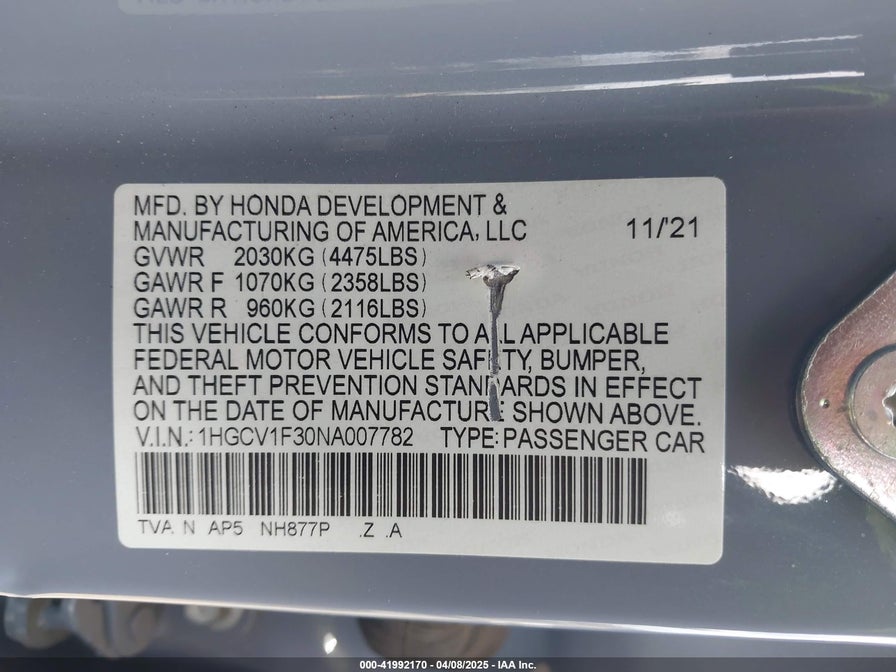 MFD. BY HONDA DEVELOPMENT &
MANUFACTURING OF AMERICA, LLC 11/'21
GVWR 2030KG (4475LBS)
GAWR F 1070KG (2358LBS)
GAWR R 960KG (2116LBS)
THIS VEHICLE CONFORMS TO ALL APPLICABLE
FEDERAL MOTOR VEHICLE SAFETY, BUMPER,
AND THEFT PREVENTION STANDARDS IN EFFECT
ON THE DATE OF MANUFACTURE SHOWN ABOVE.
V.I.N.: 1HGCV1F30NA007782 TYPE: PASSENGER CAR
TVA N AP5 NH877P .Z .A
000-41992170 - 04/08/2025 - IAA Inc.